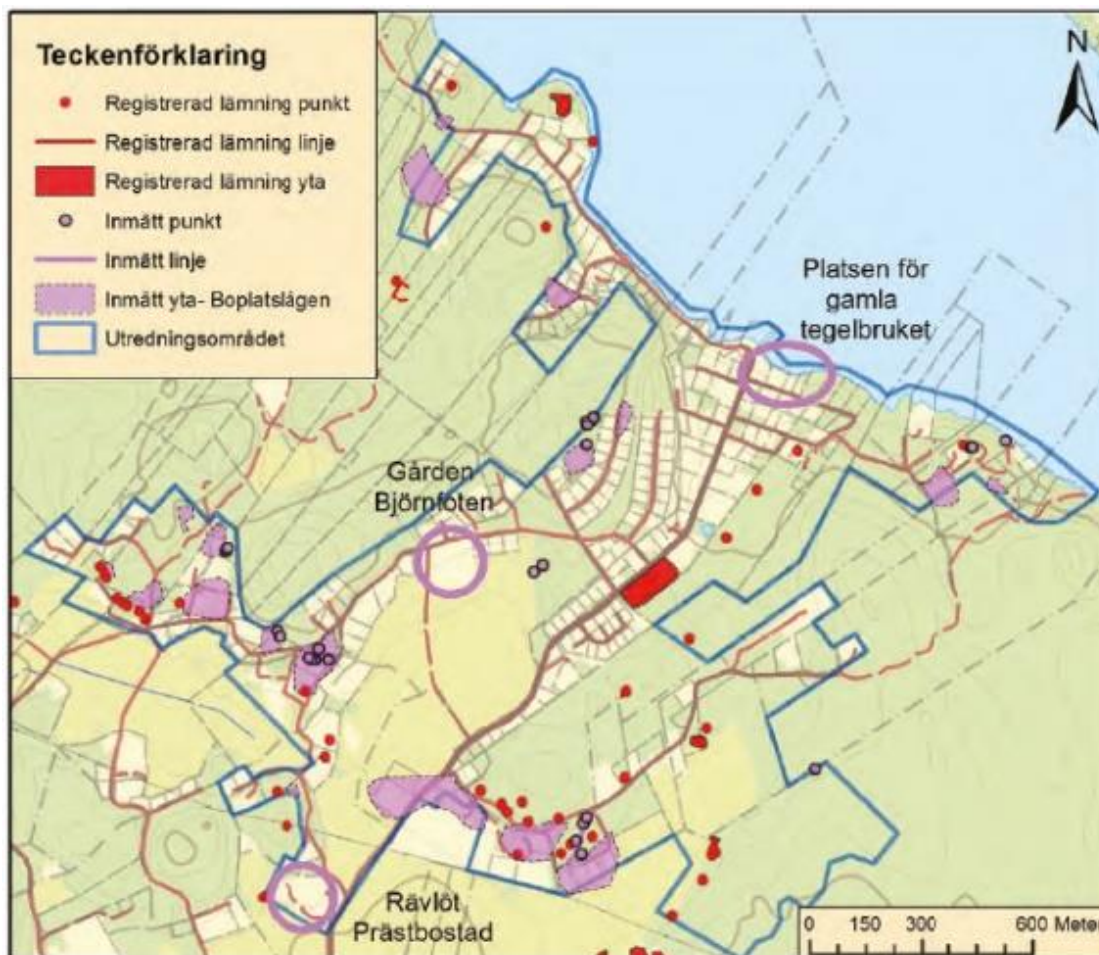 Teckenförklaring
Registrerad lämning punkt
Registrerad lämning linje
Registrerad lämning yta
Inmätt punkt
Inmätt linje
Inmätt yta- Boplatslägen
Utredningsområdet
N
Platsen för
gamla
tegelbruket
Gården
Björnfoten
Rävlöt
Prästbostad
0 150 300 600 Meter